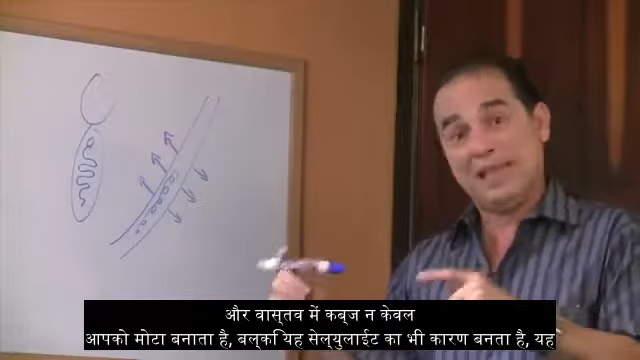 और वास्तव में कब्ज न केवल
आपको मोटा बनाता है, बल्कि यह सेल्युलाईट का भी कारण बनता है, यह